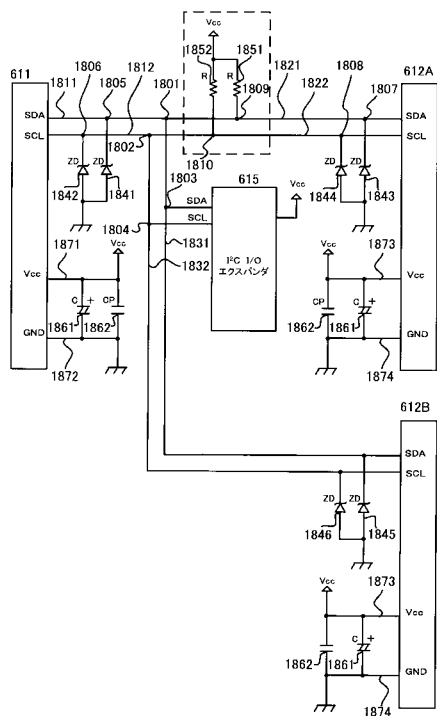 Vcc
1852
1851
R
R
611
1811
1806
1805
1812
1801
1809
1821
1822
1808
612A
1807
SDA
SCL
1802
1810
SDA
SCL
ZD
ZD
1842
1841
1803
615
Vcc
ZD
ZD
1844
1843
SDA
SCL
1804
1831
1832
I²C I/O
エクスパンダ
1871
Vcc
Vcc
C
+
CP
1861
1862
GND
1872
Vcc
1873
Vcc
CP
C
+
1862
1861
GND
1874
612B
SDA
SCL
ZD
ZD
1846
1845
Vcc
1873
Vcc
C
+
1862
1861
GND
1874